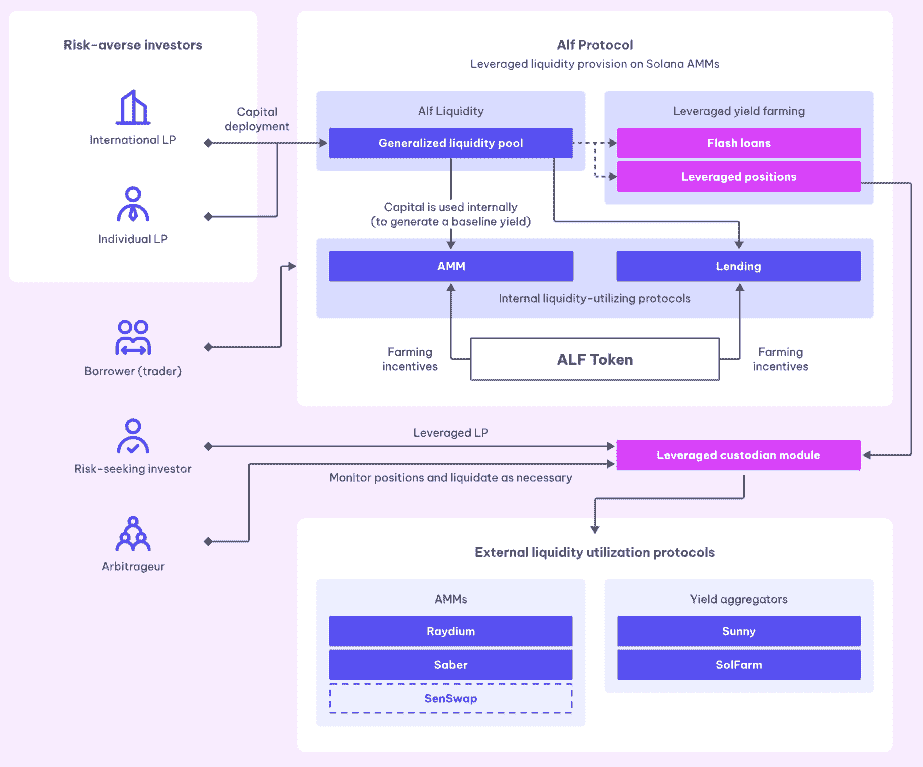 Risk-averse investors
International LP
Individual LP
Capital
deployment
Alf Protocol
Leveraged liquidity provision on Solana AMMs
Alf Liquidity
Generalized liquidity pool
Leveraged yield farming
Flash loans
Leveraged positions
Capital is used internally
(to generate a baseline yield)
AMM
Lending
Internal liquidity-utilizing protocols
Farming
incentives
ALF Token
Farming
incentives
Borrower (trader)
Risk-seeking investor
Arbitrageur
Leveraged LP
Monitor positions and liquidate as necessary
Leveraged custodian module
External liquidity utilization protocols
AMMs
Raydium
Saber
SenSwap
Yield aggregators
Sunny
SolFarm